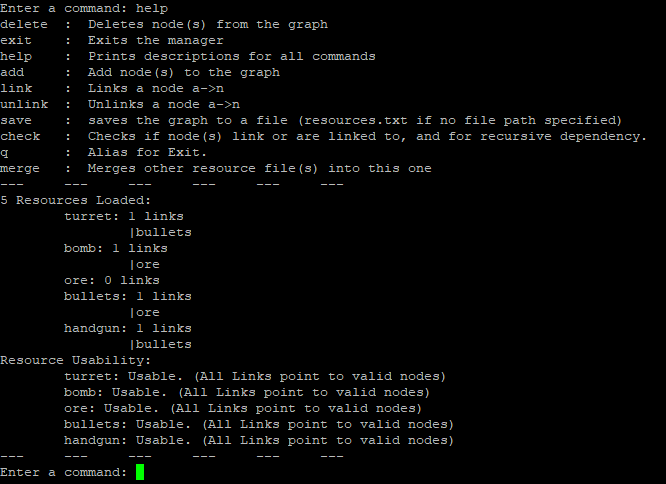 Enter a command: help
delete  :  Deletes node(s) from the graph
exit    :  Exits the manager
help    :  Prints descriptions for all commands
add     :  Add node(s) to the graph
link    :  Links a node a->n
unlink  :  Unlinks a node a->n
save    :  saves the graph to a file (resources.txt if no file path specified)
check   :  Checks if node(s) link or are linked to, and for recursive dependency.
q       :  Alias for Exit.
merge   :  Merges other resource file(s) into this one
---     ---     ---     ---     ---     ---
5 Resources Loaded:
        turret: 1 links
                |bullets
        bomb: 1 links
                |ore
        ore: 0 links
        bullets: 1 links
                |ore
        handgun: 1 links
                |bullets
Resource Usability:
        turret: Usable. (All Links point to valid nodes)
        bomb: Usable. (All Links point to valid nodes)
        ore: Usable. (All Links point to valid nodes)
        bullets: Usable. (All Links point to valid nodes)
        handgun: Usable. (All Links point to valid nodes)
---     ---     ---     ---     ---     ---
Enter a command: